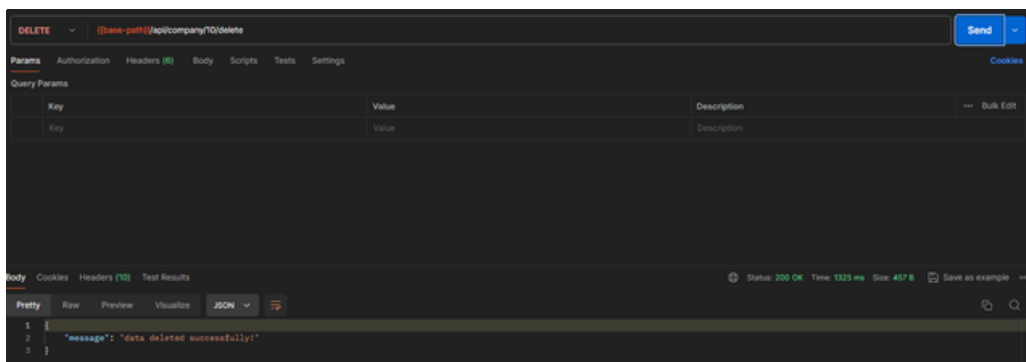 DELETE {{base-path}}/api/company/10/delete Send
Params Authorization Headers (6) Body Scripts Tests Settings Cookies
Query Params
Key Value Description ... Bulk Edit
Key Value Description
Body Cookies Headers (10) Test Results Status: 200 OK Time: 1325 ms Size: 457 B Save as example ...
Pretty Raw Preview Visualize JSON
1 {
2 "message": "data deleted successfully!"
3 }